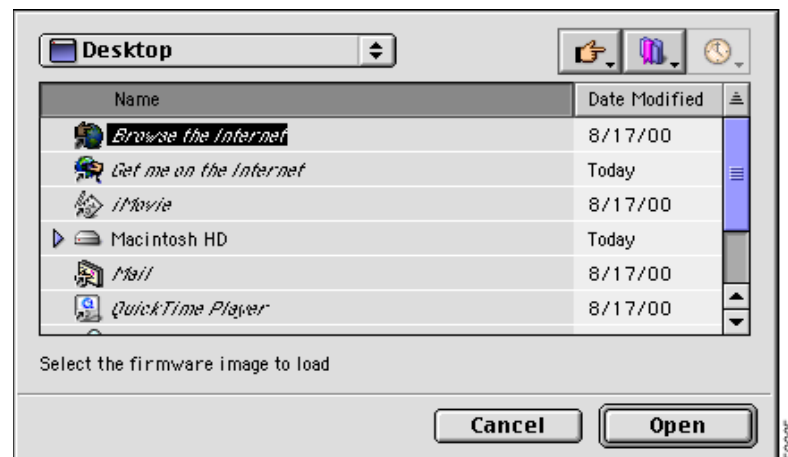 Desktop
Name Date Modified
Browse the Internet 8/17/00
Get me on the Internet Today
iMovie 8/17/00
Macintosh HD Today
Mail 8/17/00
QuickTime Player 8/17/00
Select the firmware image to load
Cancel Open